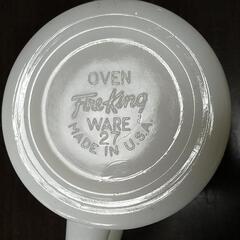 OVEN
Fire-King
WARE
27
MADE IN U.S.A.